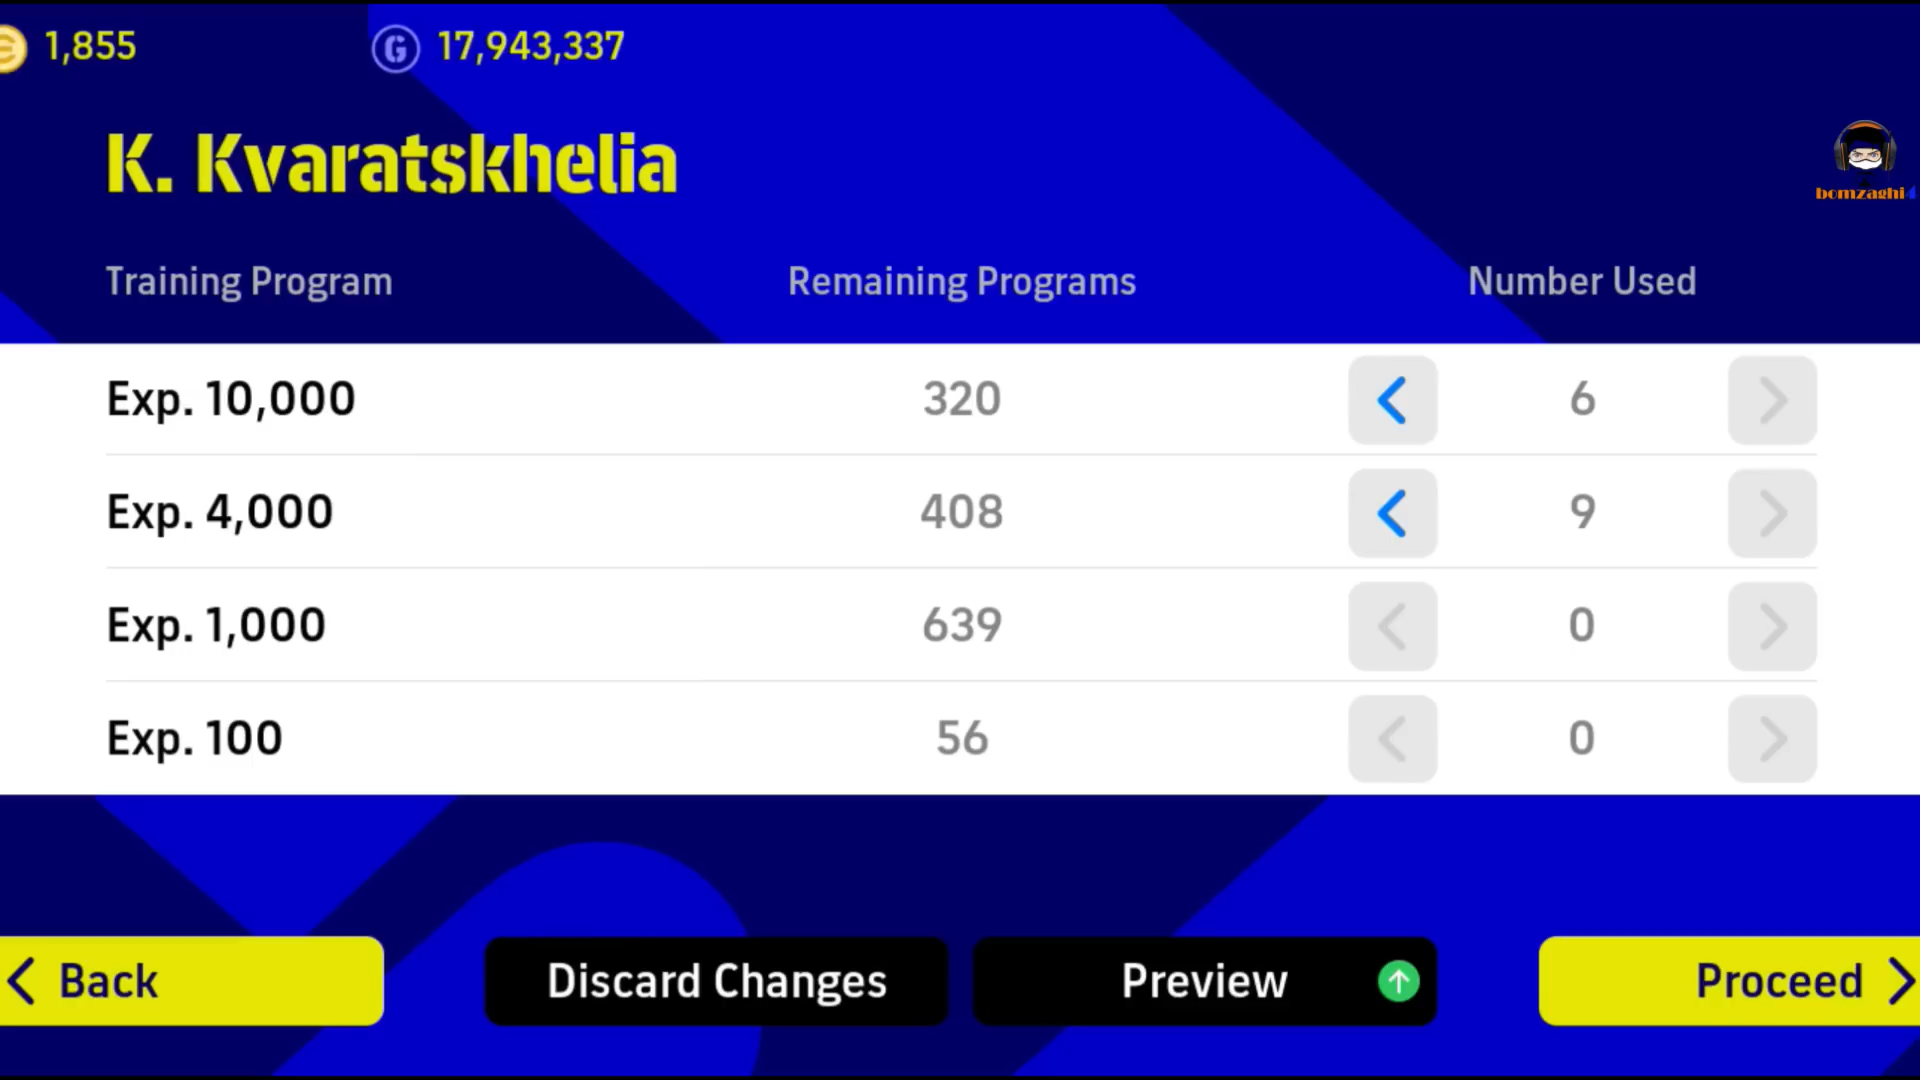 1,855
17,943,337
K. Kvaratskhelia
bomzaghi4
Training Program Remaining Programs Number Used
Exp. 10,000 320 6
Exp. 4,000 408 9
Exp. 1,000 639 0
Exp. 100 56 0
Back Discard Changes Preview Proceed